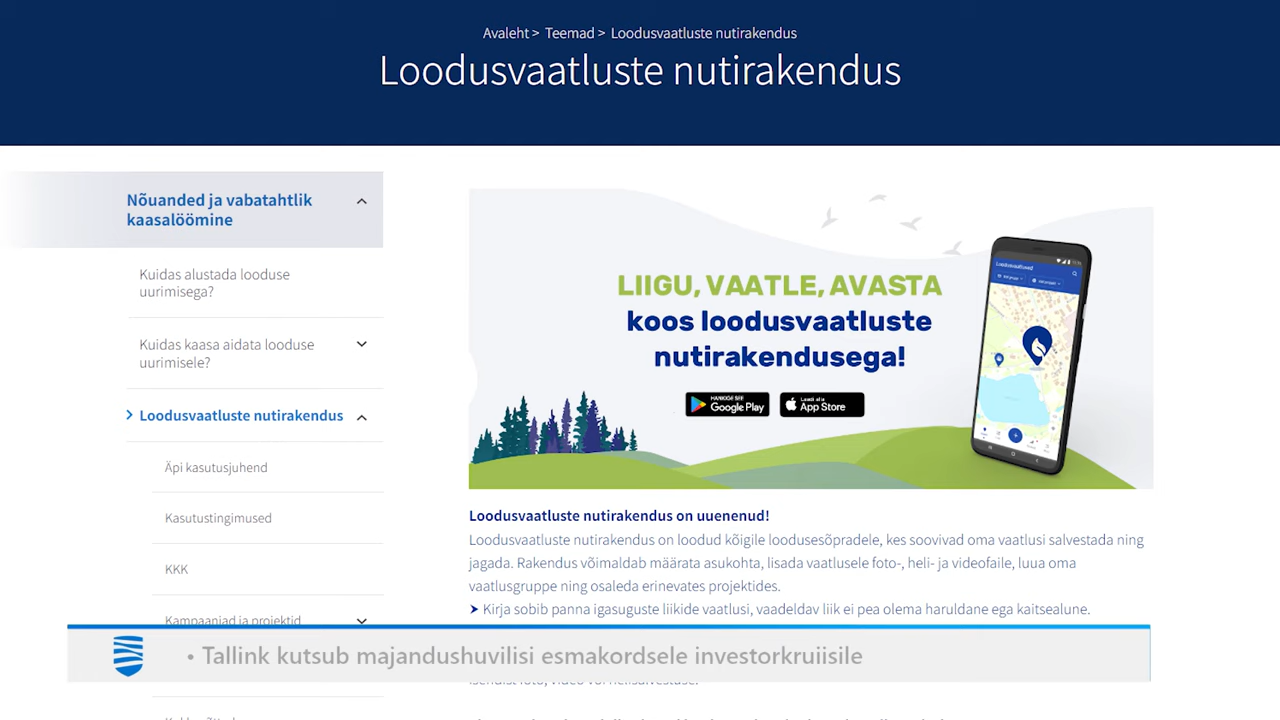 Avaleht > Teemad > Loodusvaatluste nutirakendus
Loodusvaatluste nutirakendus
Nõuanded ja vabatahtlik
kaasalöömine
Kuidas alustada looduse
uurimisega?
Kuidas kaasa aidata looduse
uurimisele?
Loodusvaatluste nutirakendus
Äpi kasutusjuhend
Kasutustingimused
KKK
Kampaaniad ja projektid
LIIGU, VAATLE, AVASTA
koos loodusvaatluste
nutirakendusega!
Google Play
App Store
Loodusvaatlused
Loodusvaatluste nutirakendus on uuenenud!
Loodusvaatluste nutirakendus on loodud kõigile loodusesõpradele, kes soovivad oma vaatlusi salvestada ning
jagada. Rakendus võimaldab määrata asukohta, lisada vaatlusele foto-, heli- ja videofaile, luua oma
vaatlusgruppe ning osaleda erinevates projektides.
➤ Kirja sobib panna igasuguste liikide vaatlusi, vaadeldav liik ei pea olema haruldane ega kaitsealune.
• Tallink kutsub majandushuvilisi esmakordsele investorkruiisile